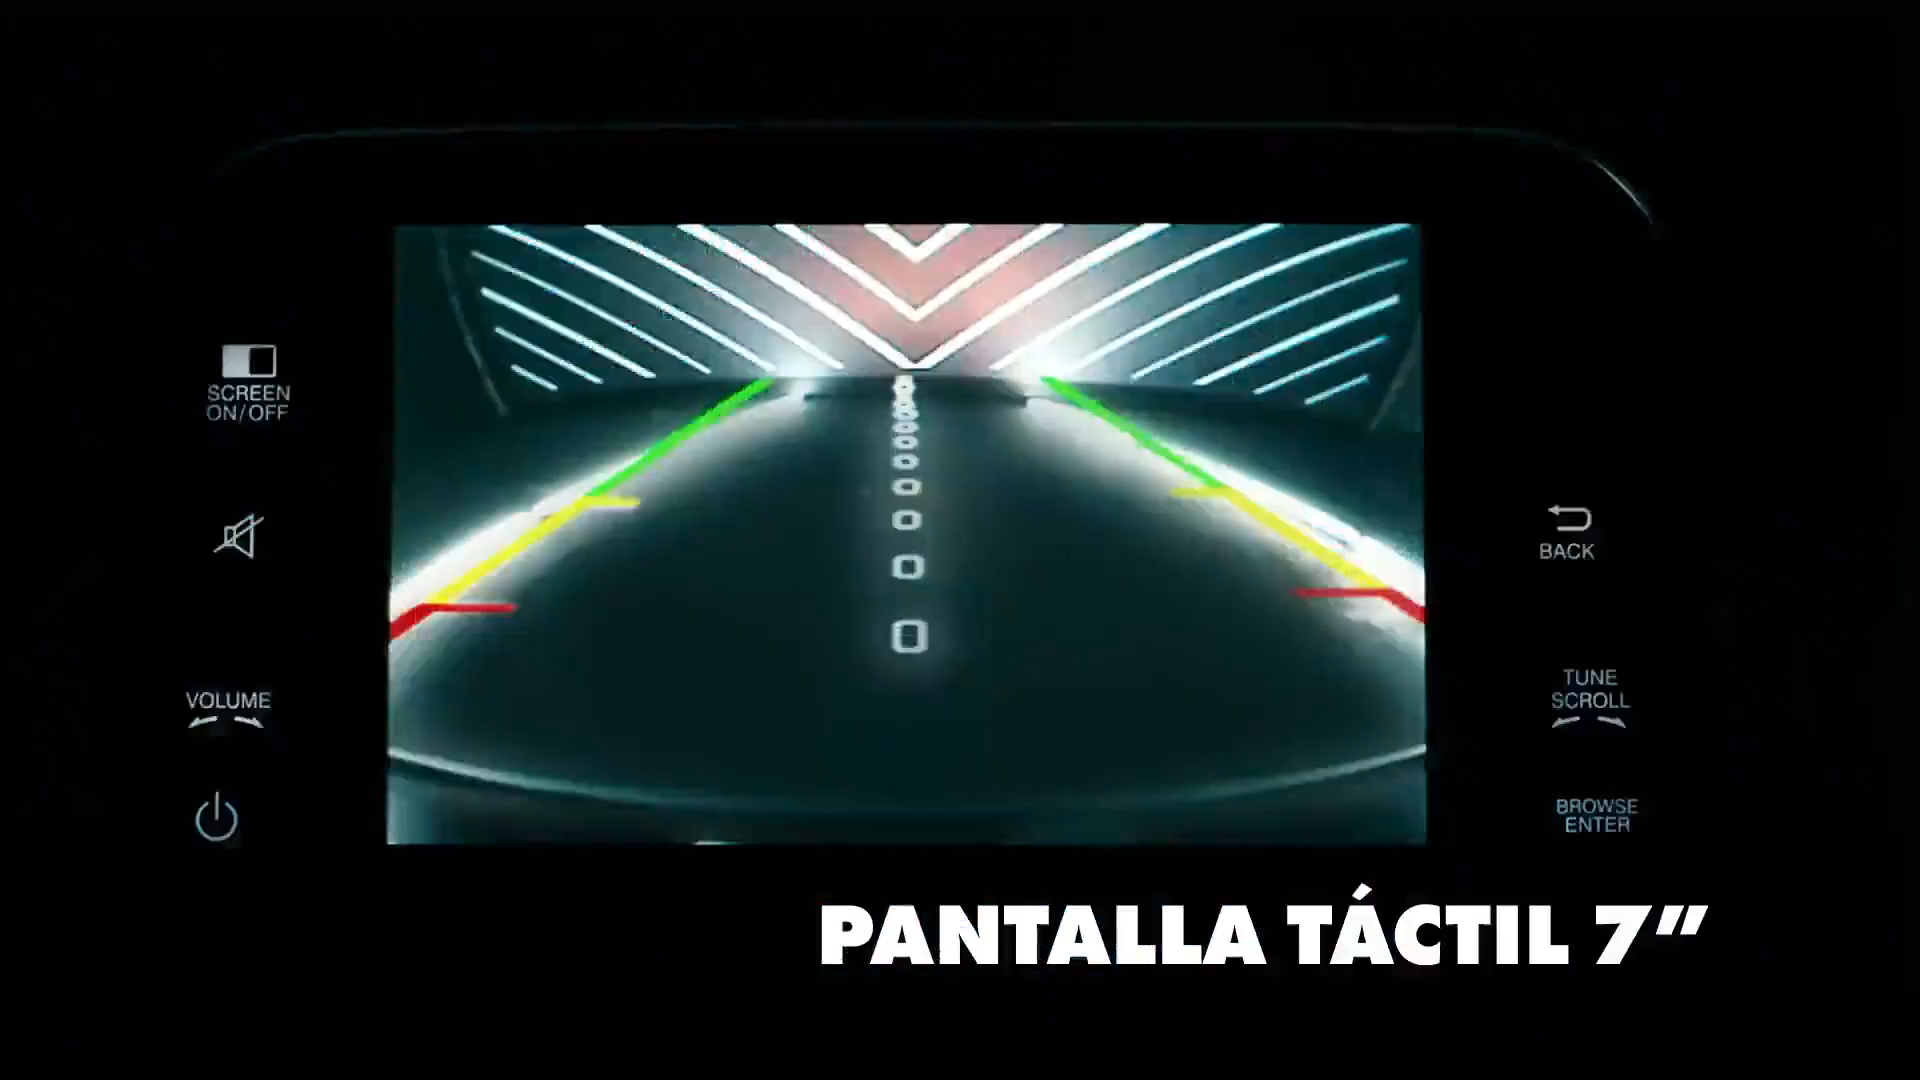 SCREEN
ON/OFF
VOLUME
BACK
TUNE
SCROLL
BROWSE
ENTER
PANTALLA TÁCTIL 7”